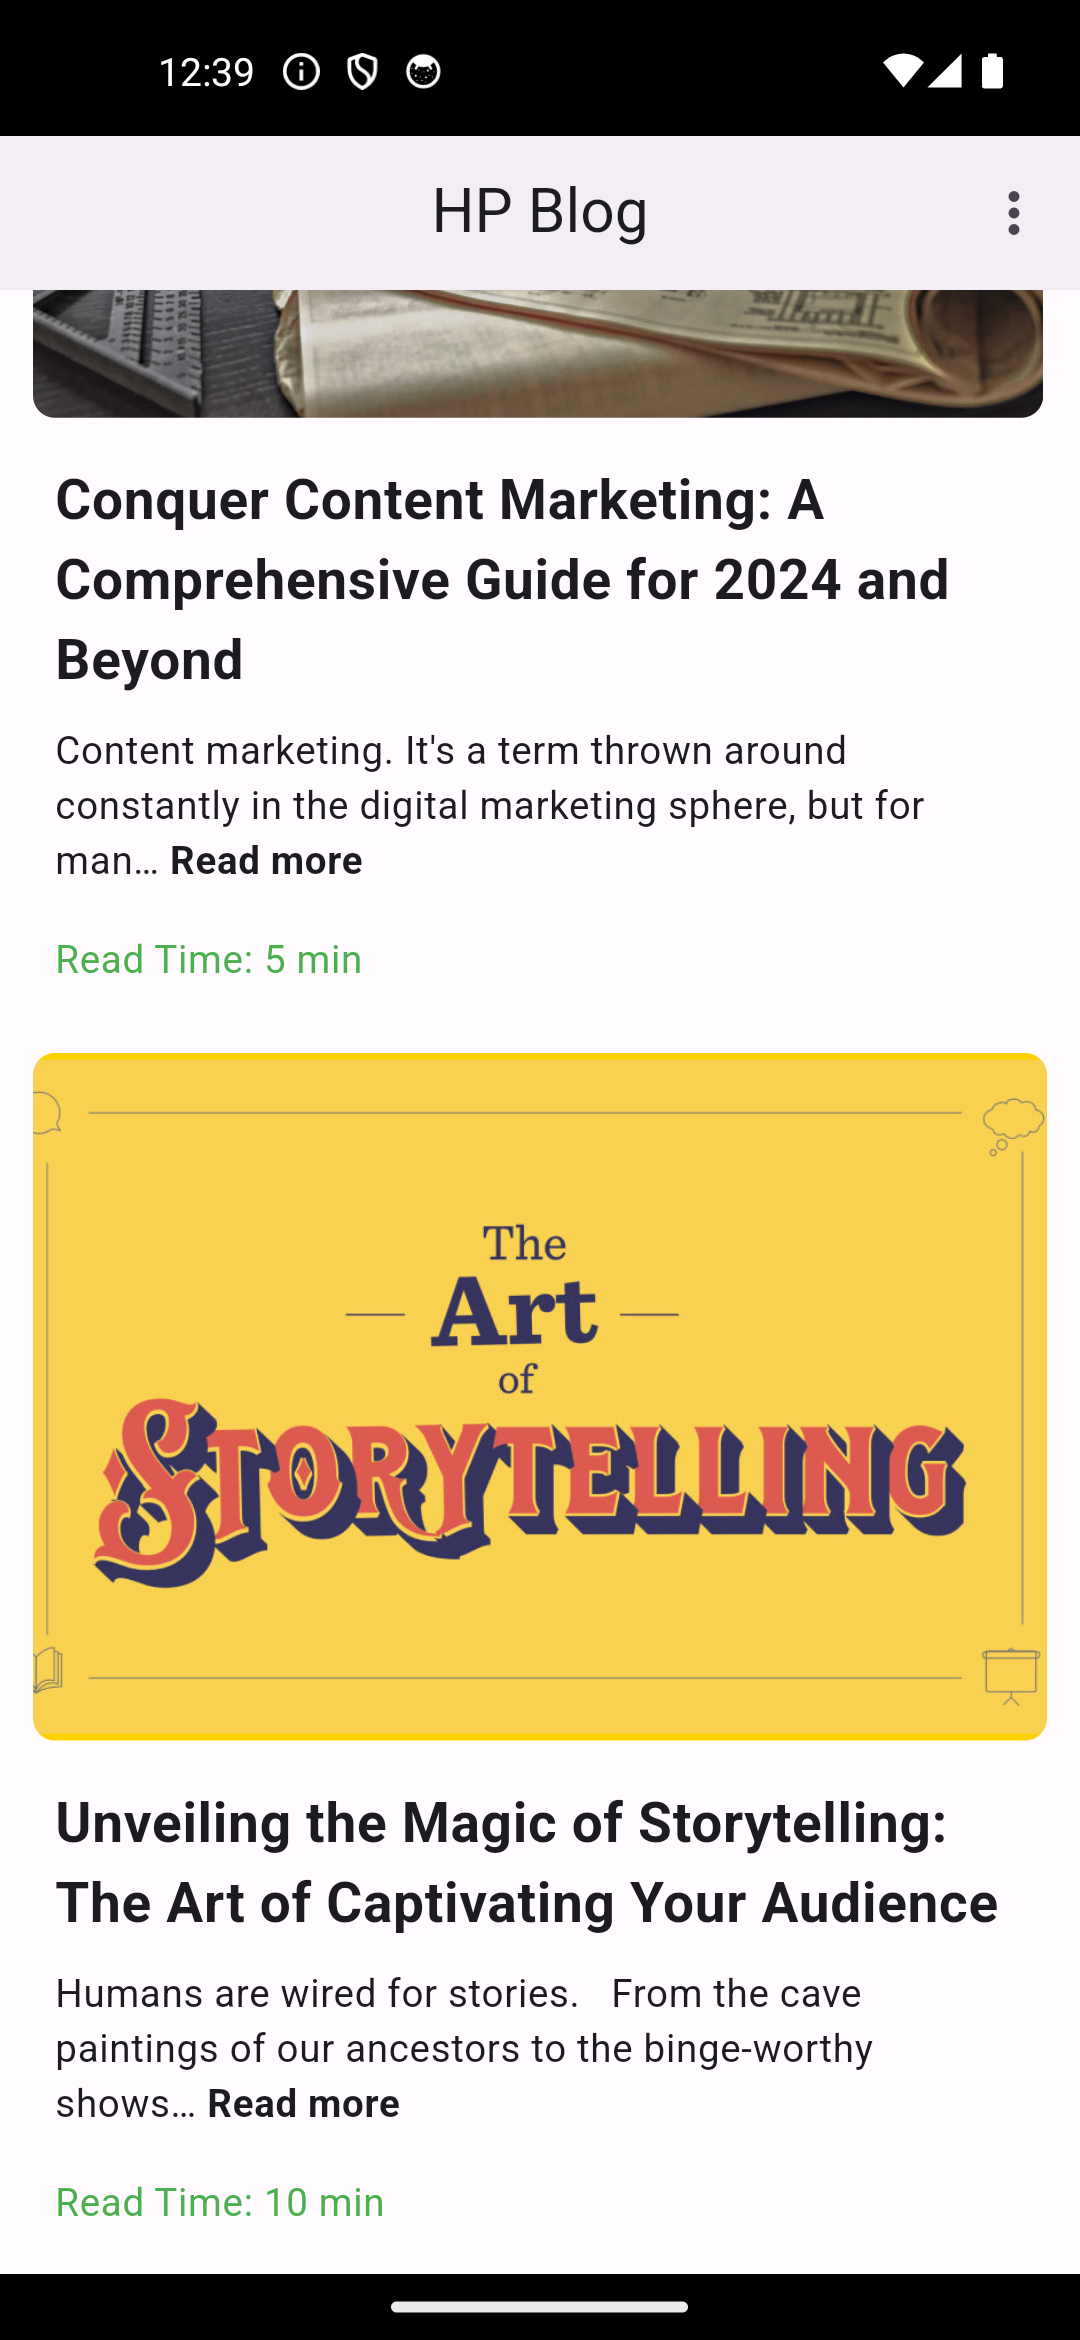 12:39
HP Blog
Conquer Content Marketing: A
Comprehensive Guide for 2024 and
Beyond
Content marketing. It's a term thrown around
constantly in the digital marketing sphere, but for
man… Read more
Read Time: 5 min
The
Art
of
STORYTELLING
Unveiling the Magic of Storytelling:
The Art of Captivating Your Audience
Humans are wired for stories.   From the cave
paintings of our ancestors to the binge-worthy
shows… Read more
Read Time: 10 min